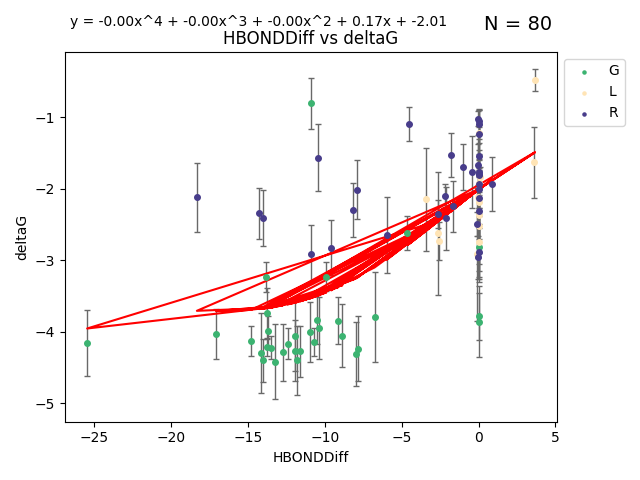 y = -0.00x^4 + -0.00x^3 + -0.00x^2 + 0.17x + -2.01
N = 80
HBONDDiff vs deltaG
G
L
R
−1
−2
−3
−4
−5
deltaG
−25
−20
−15
−10
−5
0
5
HBONDDiff